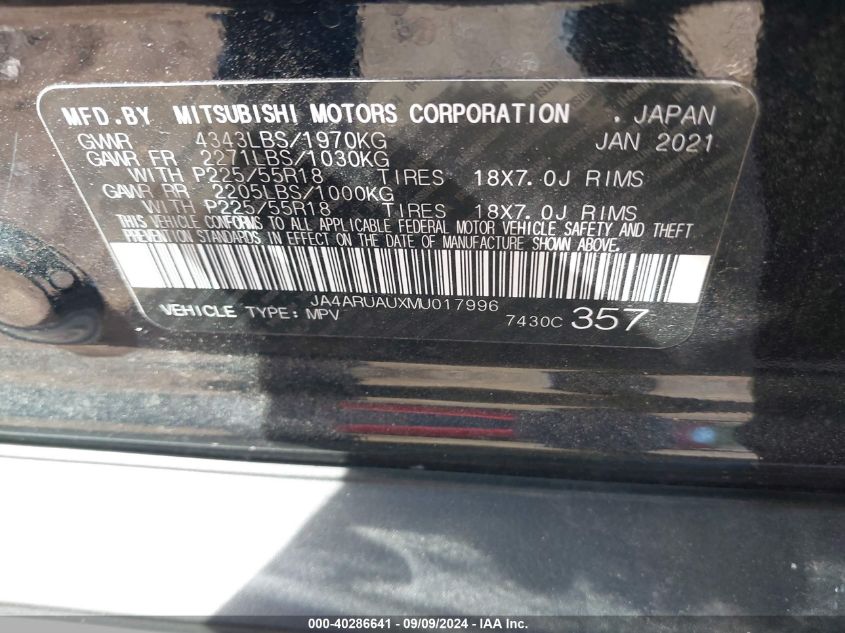 MFD.BY MITSUBISHI MOTORS CORPORATION . JAPAN
GVWR 4343LBS/1970KG JAN 2021
GAWR FR 2271LBS/1030KG
WITH P225/55R18 TIRES 18X7.0J RIMS
GAWR RR 2205LBS/1000KG
WITH P225/55R18 TIRES 18X7.0J RIMS
THIS VEHICLE CONFORMS TO ALL APPLICABLE FEDERAL MOTOR VEHICLE SAFETY AND THEFT
PREVENTION STANDARDS IN EFFECT ON THE DATE OF MANUFACTURE SHOWN ABOVE.
JA4ARUAUXMU017996
VEHICLE TYPE: MPV 7430C 357
000-40286641 - 09/09/2024 - IAAI - Copyright IAA, Inc.